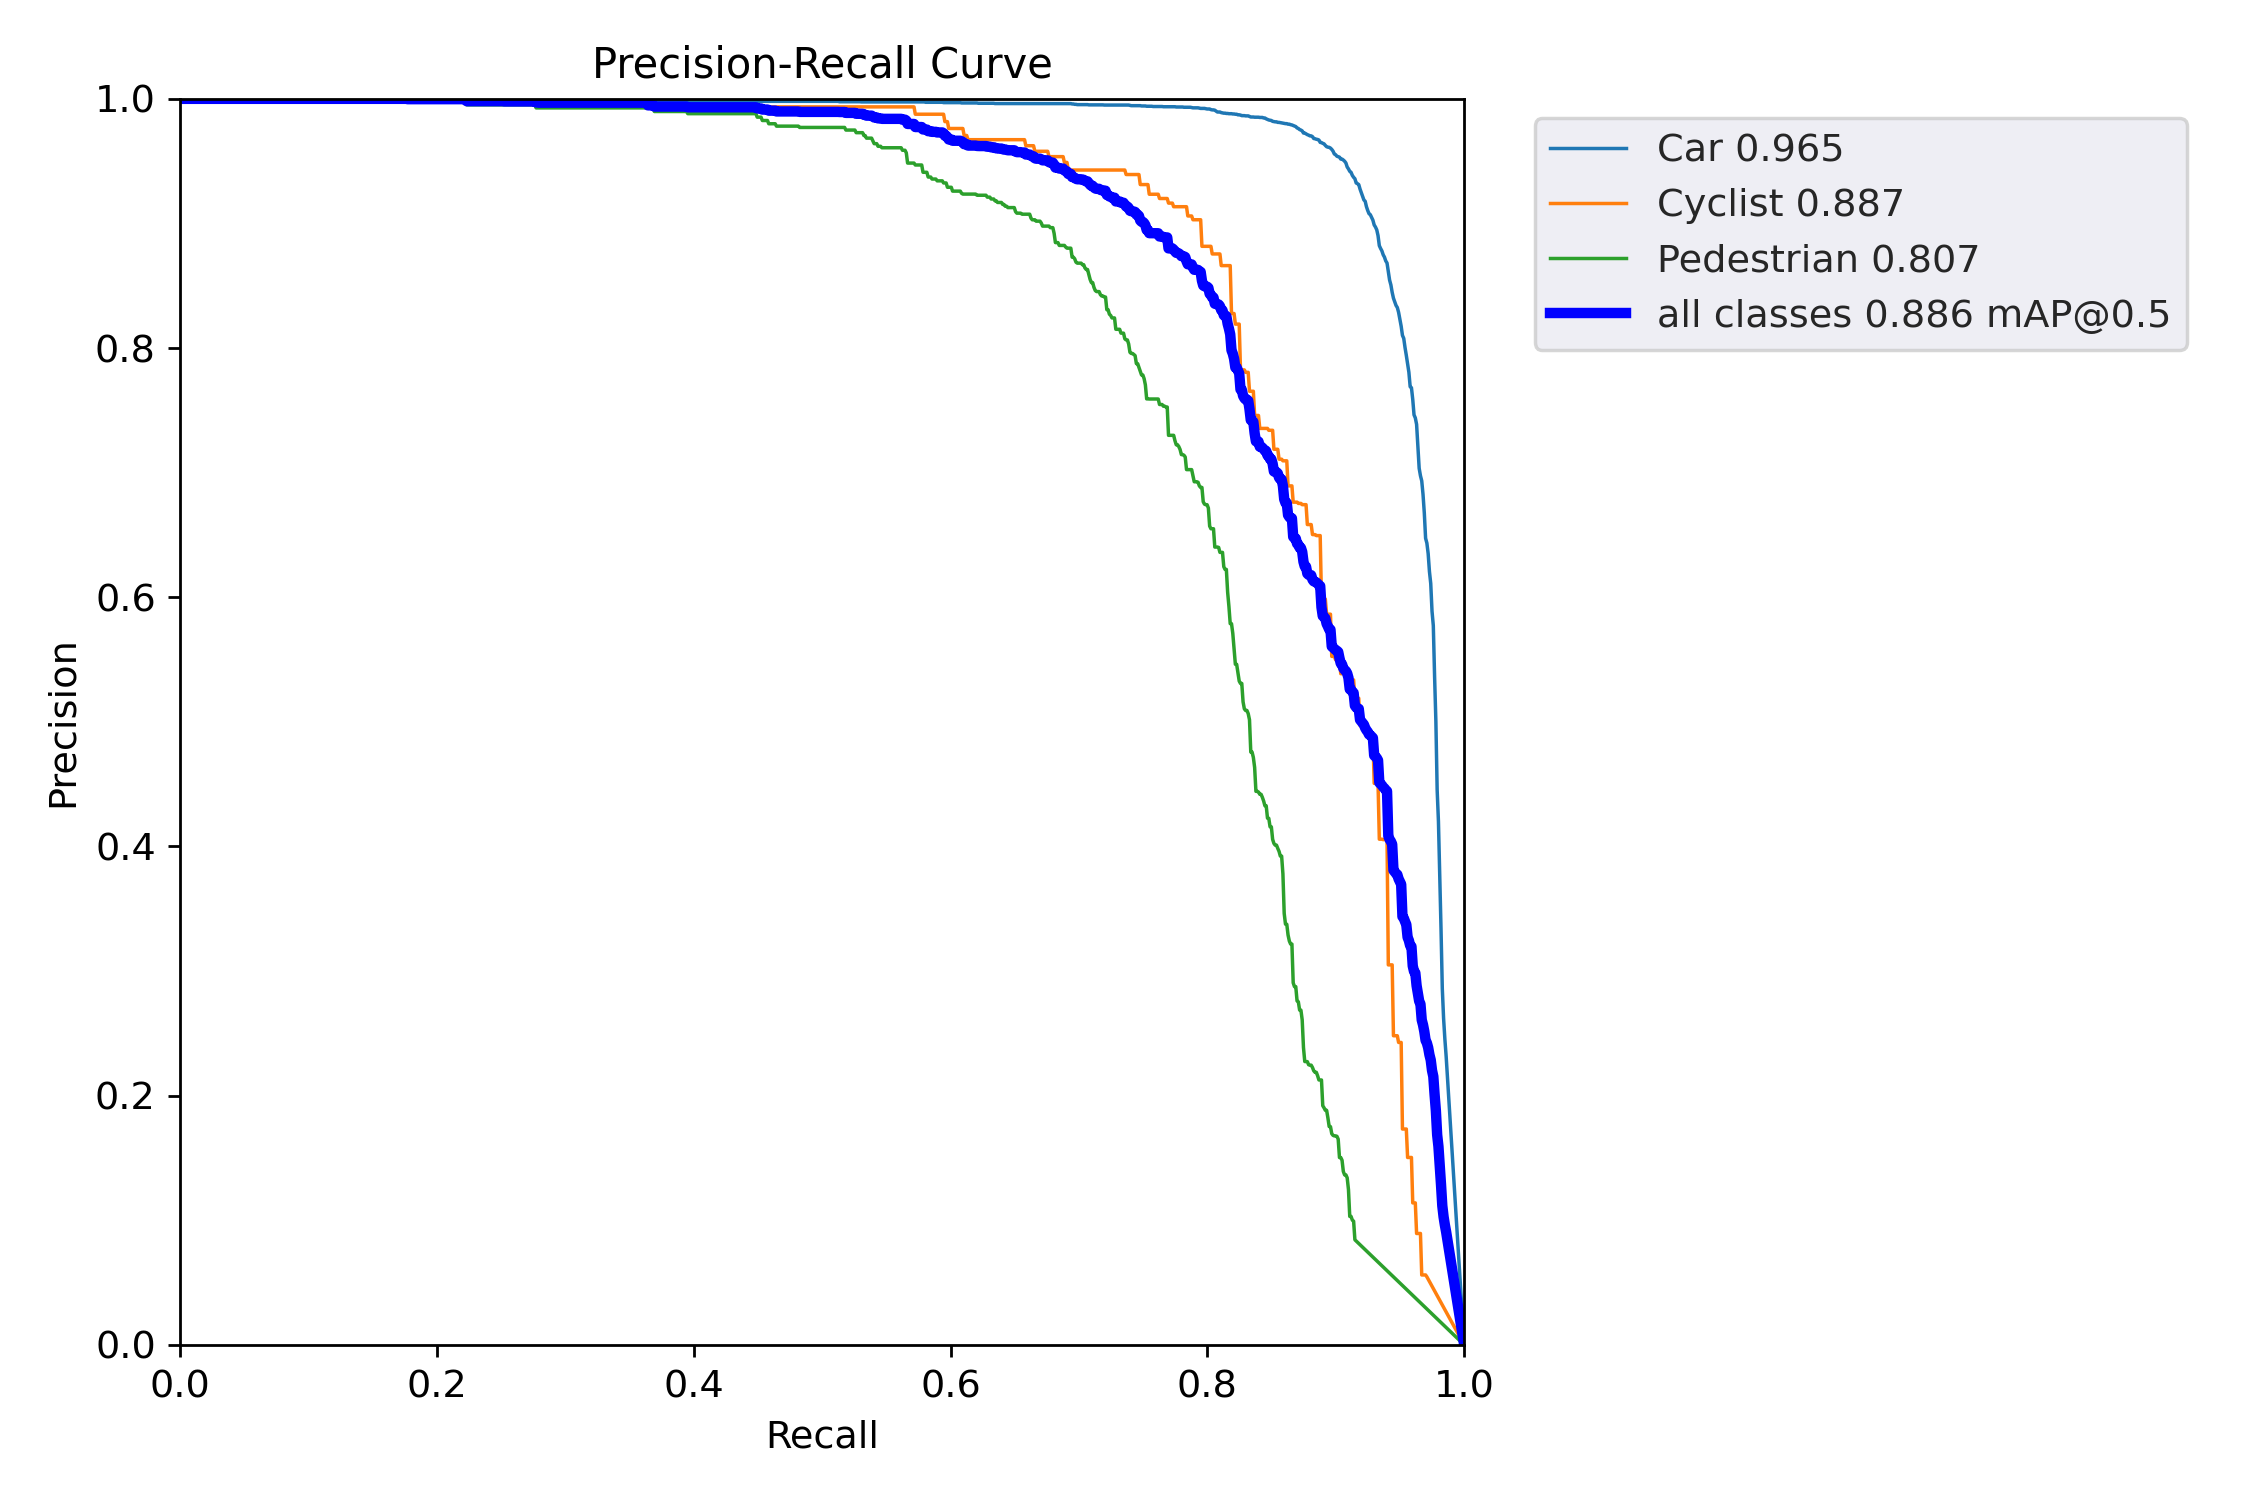 Precision-Recall Curve
1.0
0.8
0.6
0.4
0.2
0.0
Precision
0.0 0.2 0.4 0.6 0.8 1.0
Recall
Car 0.965
Cyclist 0.887
Pedestrian 0.807
all classes 0.886 mAP@0.5